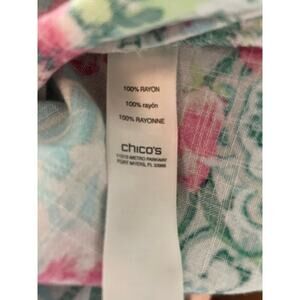 100% RAYON
100% rayón
100% RAYONNE
chico's
11215 METRO PARKWAY
FORT MYERS, FL 33966